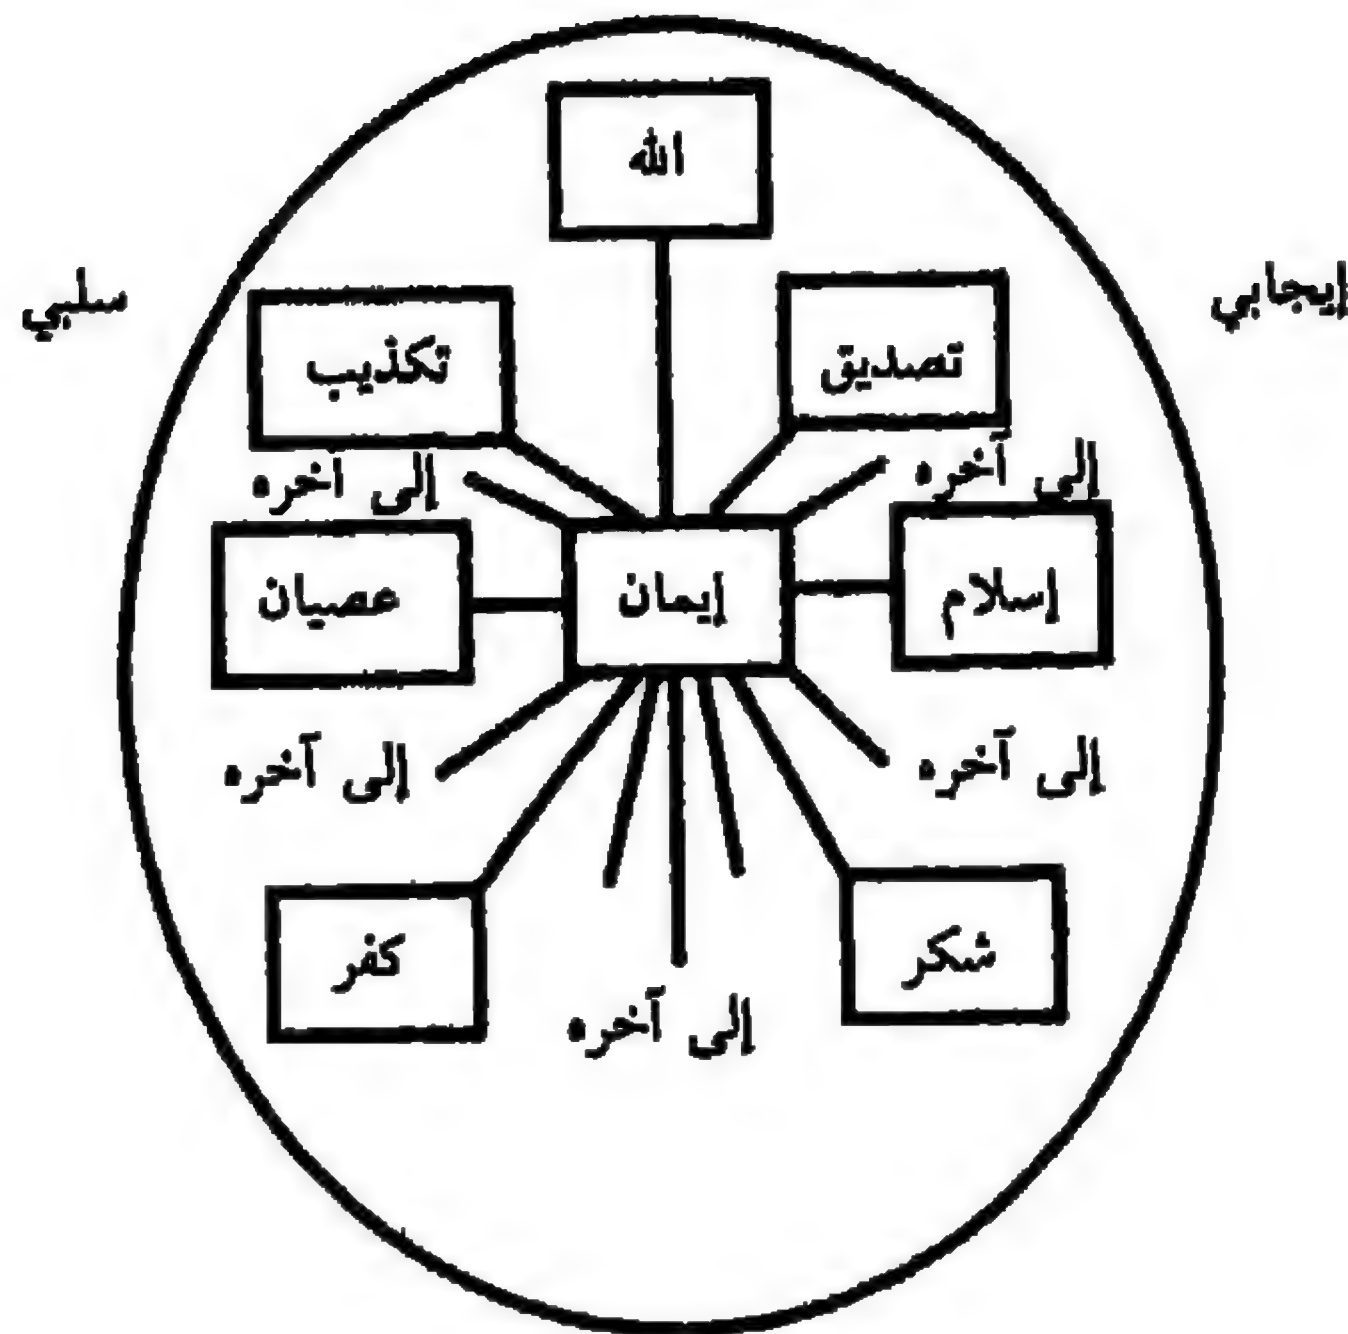 الله
إيجابي
سلبي
تصديق
تكذيب
إلى آخره
إلى آخره
إسلام
إيمان
عصيان
إلى آخره
إلى آخره
شكر
كفر
إلى آخره